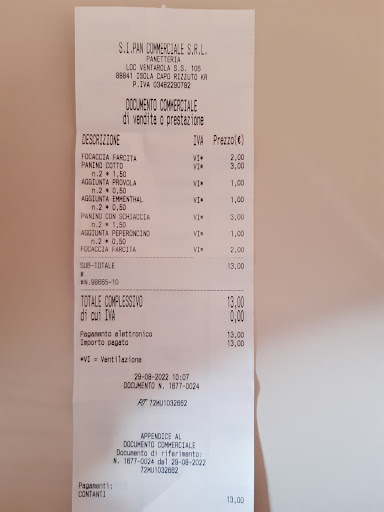 S.I.PAN COMMERCIALE S.R.L.
PANETTERIA
LOC VENTAROLA S.S. 106
88841 ISOLA CAPO RIZZUTO KR
P.IVA 03482290792
DOCUMENTO COMMERCIALE
di vendita o prestazione
DESCRIZIONE IVA Prezzo(€)
FOCACCIA FARCITA VI* 2,00
PANINO COTTO VI* 3,00
n.2 * 1,50
AGGIUNTA PROVOLA VI* 1,00
n.2 * 0,50
AGGIUNTA EMMENTHAL VI* 1,00
n.2 * 0,50
PANINO CON SCHIACCIA VI* 3,00
n.2 * 1,50
AGGIUNTA PEPERONCINO VI* 1,00
n.2 * 0,50
FOCACCIA FARCITA VI* 2,00
SUB-TOTALE 13,00
#
#N.98665-10
TOTALE COMPLESSIVO 13,00
di cui IVA 0,00
Pagamento elettronico 13,00
Importo pagato 13,00
*VI = Ventilazione
29-08-2022 10:07
DOCUMENTO N. 1677-0024
RT 72MU1032662
APPENDICE AL
DOCUMENTO COMMERCIALE
Documento di riferimento:
N. 1677-0024 del 29-08-2022
72MU1032662
Pagamenti:
CONTANTI 13,00